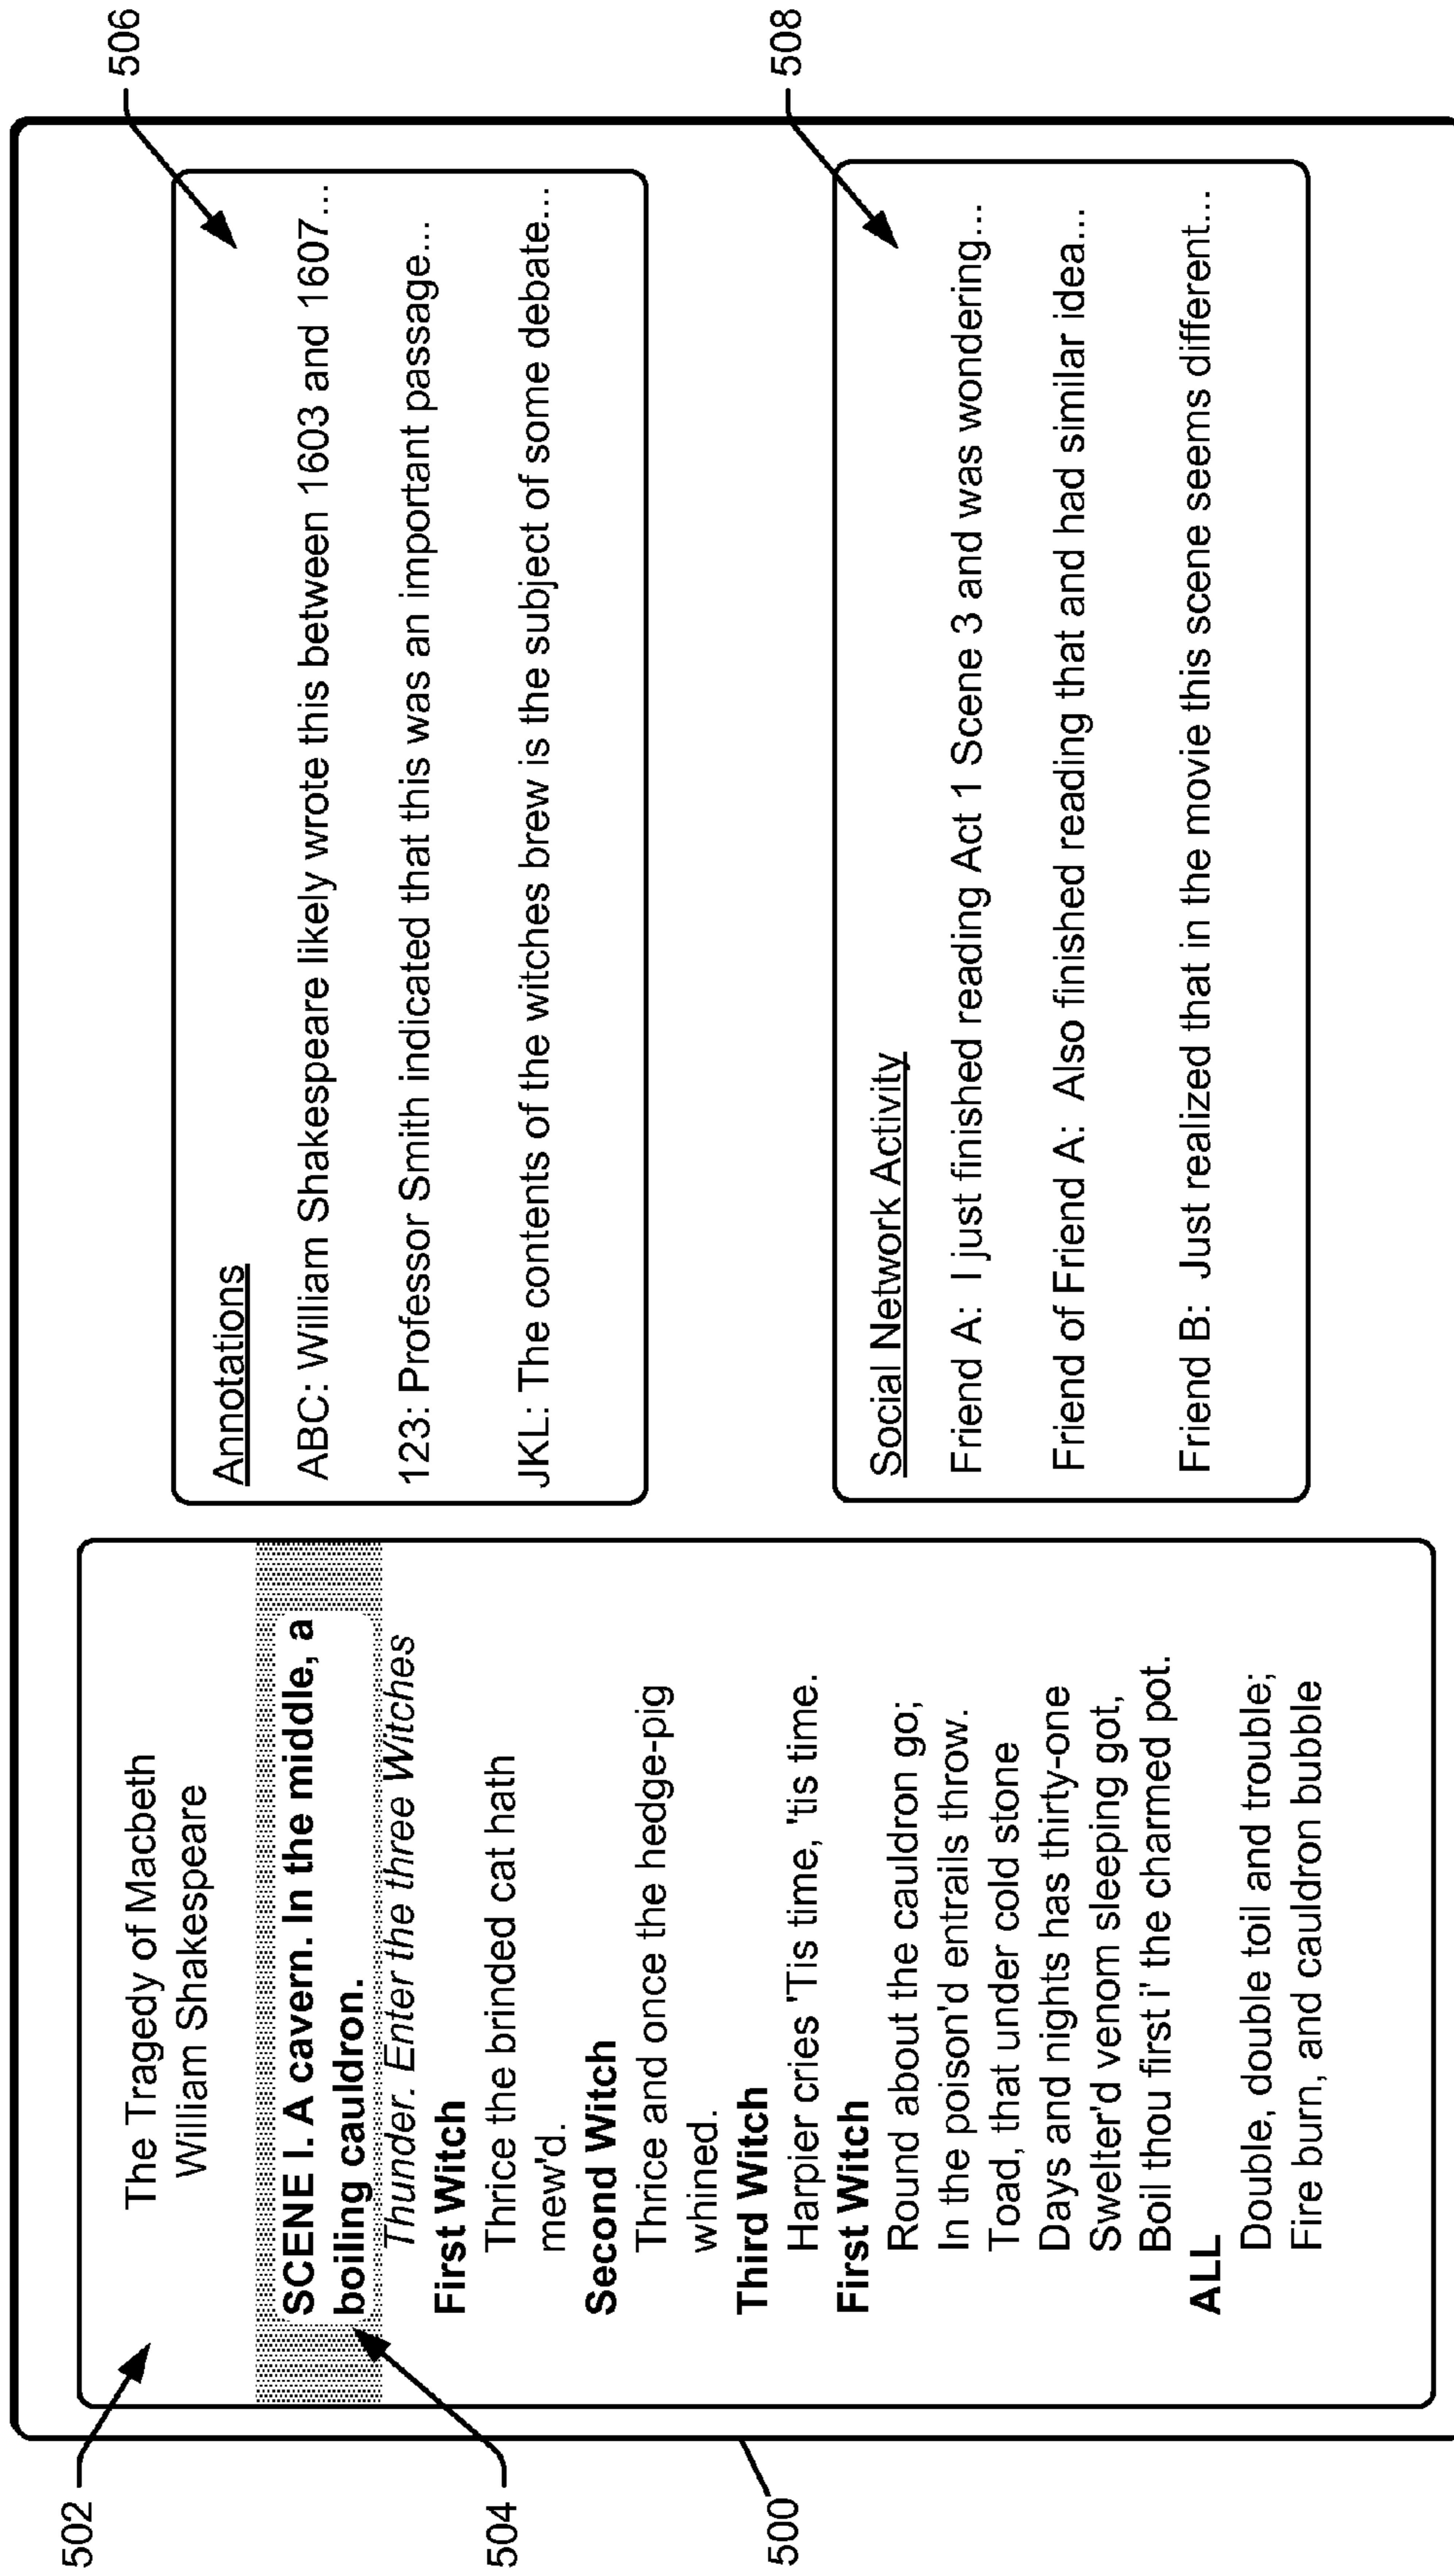 502
The Tragedy of Macbeth
William Shakespeare
SCENE I. A cavern. In the middle, a
boiling cauldron.
Thunder. Enter the three Witches
First Witch
Thrice the brinded cat hath
mew'd.
Second Witch
Thrice and once the hedge-pig
whined.
Third Witch
Harpier cries 'Tis time, 'tis time.
First Witch
Round about the cauldron go;
In the poison'd entrails throw.
Toad, that under cold stone
Days and nights has thirty-one
Swelter'd venom sleeping got,
Boil thou first i' the charmed pot.
ALL
Double, double toil and trouble;
Fire burn, and cauldron bubble
504
500
Annotations
ABC: William Shakespeare likely wrote this between 1603 and 1607...
123: Professor Smith indicated that this was an important passage...
JKL: The contents of the witches brew is the subject of some debate...
506
Social Network Activity
Friend A: I just finished reading Act 1 Scene 3 and was wondering...
Friend of Friend A: Also finished reading that and had similar idea...
Friend B: Just realized that in the movie this scene seems different...
508